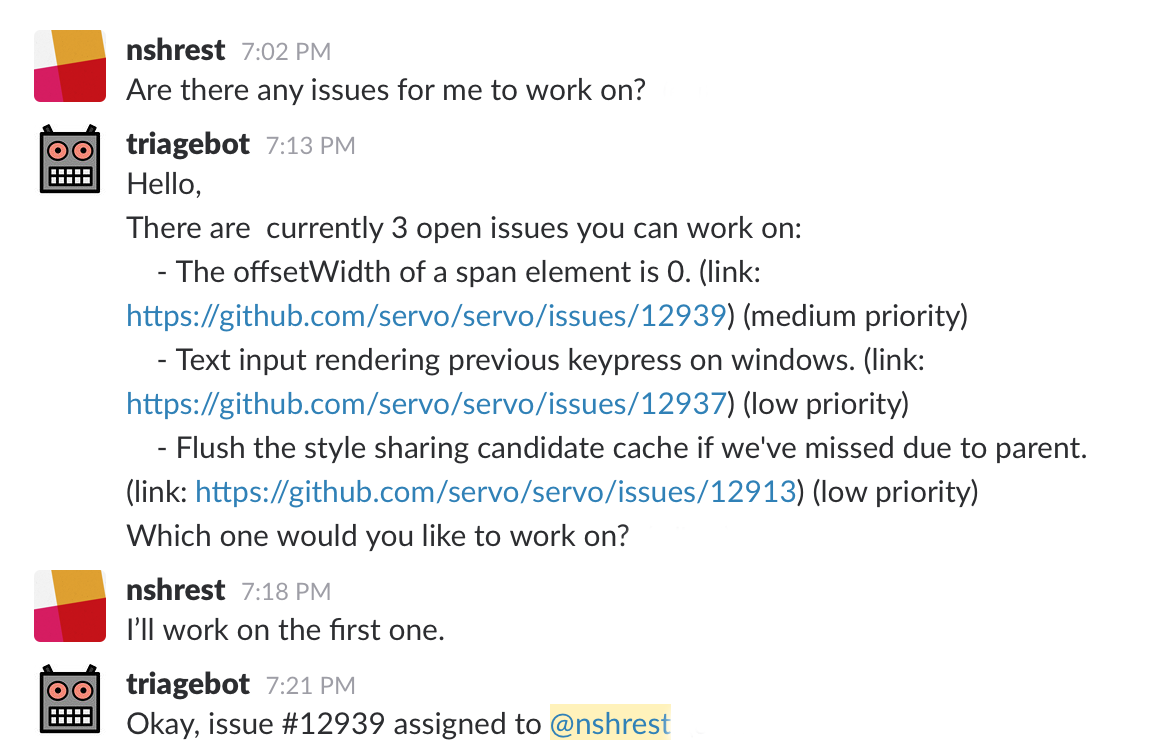 nshrest 7:02 PM
Are there any issues for me to work on?
triagebot 7:13 PM
Hello,
There are  currently 3 open issues you can work on:
- The offsetWidth of a span element is 0. (link:
https://github.com/servo/servo/issues/12939) (medium priority)
- Text input rendering previous keypress on windows. (link:
https://github.com/servo/servo/issues/12937) (low priority)
- Flush the style sharing candidate cache if we've missed due to parent.
(link: https://github.com/servo/servo/issues/12913) (low priority)
Which one would you like to work on?
nshrest 7:18 PM
I’ll work on the first one.
triagebot 7:21 PM
Okay, issue #12939 assigned to @nshrest